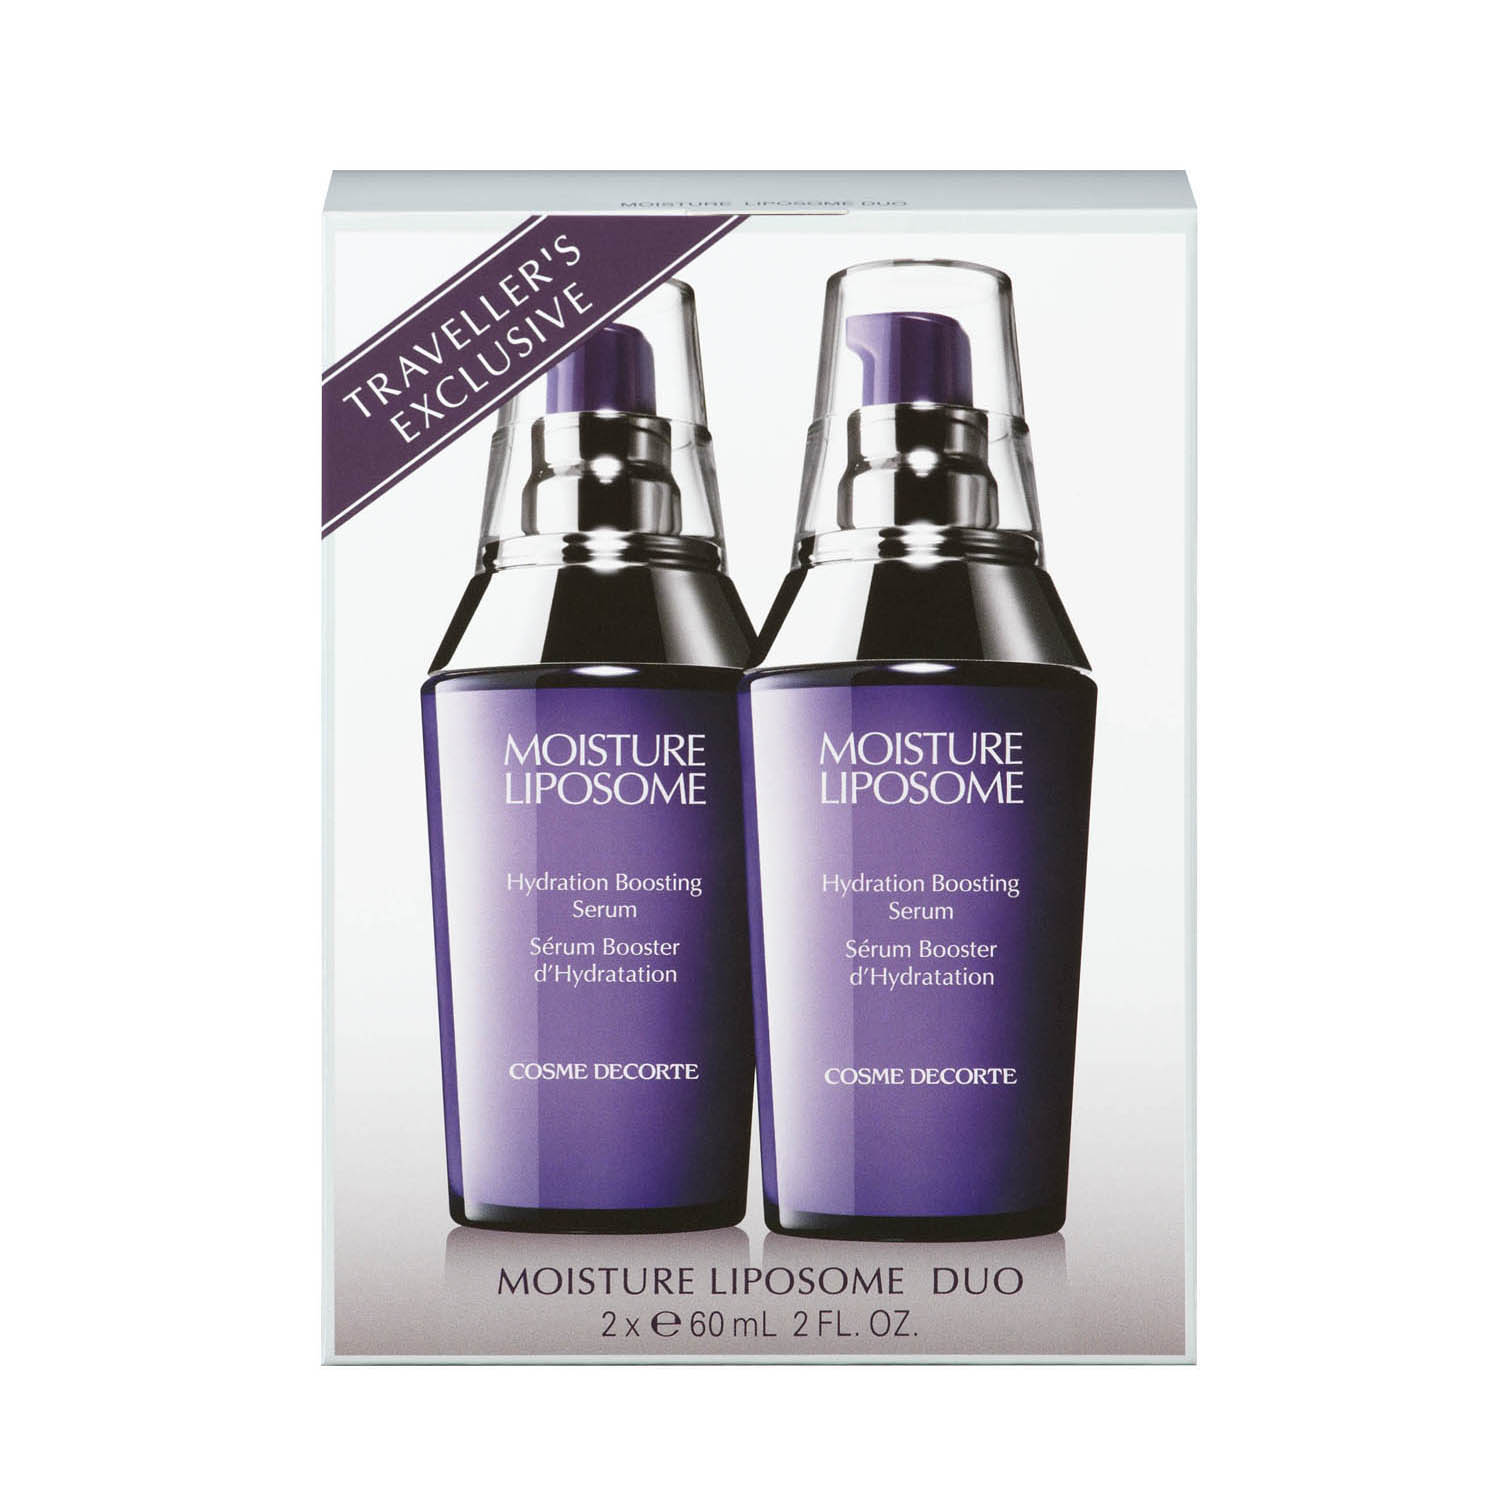 MOISTURE LIPOSOME DUO
TRAVELLER'S
EXCLUSIVE
MOISTURE
LIPOSOME
Hydration Boosting
Serum
Sérum Booster
d'Hydratation
COSME DECORTE
MOISTURE
LIPOSOME
Hydration Boosting
Serum
Sérum Booster
d'Hydratation
COSME DECORTE
MOISTURE LIPOSOME DUO
2 x ℮ 60 mL 2 FL. OZ.